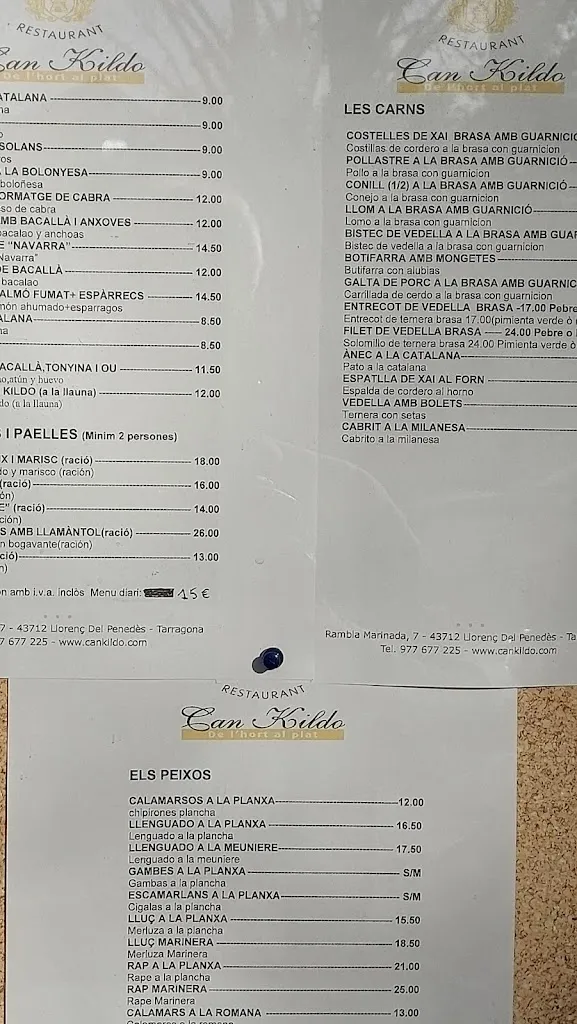 RESTAURANT
Can Kildo
De l'hort al plat
ATALANA 9.00
na
9.00
o
SOLANS 9.00
ros
LA BOLONYESA 9.00
boloñesa
ORMATGE DE CABRA 12.00
so de cabra
MB BACALLÀ I ANXOVES 12.00
bacalao y anchoas
E "NAVARRA" 14.50
Navarra"
DE BACALLÀ 12.00
bacalao
ALMÓ FUMAT+ ESPÀRRECS 14.50
món ahumado+esparragos
ALANA 8.50
na
8.50
ACALLÀ,TONYINA I OU 11.50
o,atún y huevo
KILDO (a la llauna) 12.00
do (a la llauna)
I PAELLES (Minim 2 persones)
IX I MARISC (ració) 18.00
do y marisco (ración)
(ració) 16.00
ón)
E" (ració) 14.00
ción)
S AMB LLAMÀNTOL(ració) 26.00
n bogavante(ración)
ció) 13.00
n)
on amb i.v.a. inclòs Menu diari: 15€
7 - 43712 Llorenç Del Penedès - Tarragona
7 677 225 - www.cankildo.com
RESTAURANT
Can Kildo
De l'hort al plat
LES CARNS
COSTELLES DE XAI BRASA AMB GUARNICIÓ
Costillas de cordero a la brasa con guarnicion
POLLASTRE A LA BRASA AMB GUARNICIÓ
Pollo a la brasa con guarnicion
CONILL (1/2) A LA BRASA AMB GUARNICIÓ
Conejo a la brasa con guarnicion
LLOM A LA BRASA AMB GUARNICIÓ
Lomo a la brasa con guarnicion
BISTEC DE VEDELLA A LA BRASA AMB GUAR
Bistec de vedella a la brasa con guarnicion
BOTIFARRA AMB MONGETES
Butifarra con alubias
GALTA DE PORC A LA BRASA AMB GUARNIC
Carrillada de cerdo a la brasa con guarnicion
ENTRECOT DE VEDELLA BRASA -17.00 Pebre
Entrecot de ternera brasa 17.00(pimienta verde ò
FILET DE VEDELLA BRASA 24.00 Pebre o
Solomillo de ternera brasa 24.00 Pimienta verde ò
ÀNEC A LA CATALANA
Pato a la catalana
ESPATLLA DE XAI AL FORN
Espalda de cordero al horno
VEDELLA AMB BOLETS
Ternera con setas
CABRIT A LA MILANESA
Cabrito a la milanesa
Rambla Marinada, 7 - 43712 Llorenç Del Penedès - Ta
Tel. 977 677 225 - www.cankildo.com
RESTAURANT
Can Kildo
De l'hort al plat
ELS PEIXOS
CALAMARSOS A LA PLANXA 12.00
chipirones plancha
LLENGUADO A LA PLANXA 16.50
Lenguado a la plancha
LLENGUADO A LA MEUNIERE 17.50
Lenguado a la meuniere
GAMBES A LA PLANXA S/M
Gambas a la plancha
ESCAMARLANS A LA PLANXA S/M
Cigalas a la plancha
LLUÇ A LA PLANXA 15.50
Merluza a la plancha
LLUÇ MARINERA 18.50
Merluza Marinera
RAP A LA PLANXA 21.00
Rape a la plancha
RAP MARINERA 25.00
Rape Marinera
CALAMARS A LA ROMANA 13.00
Calamares a la romana